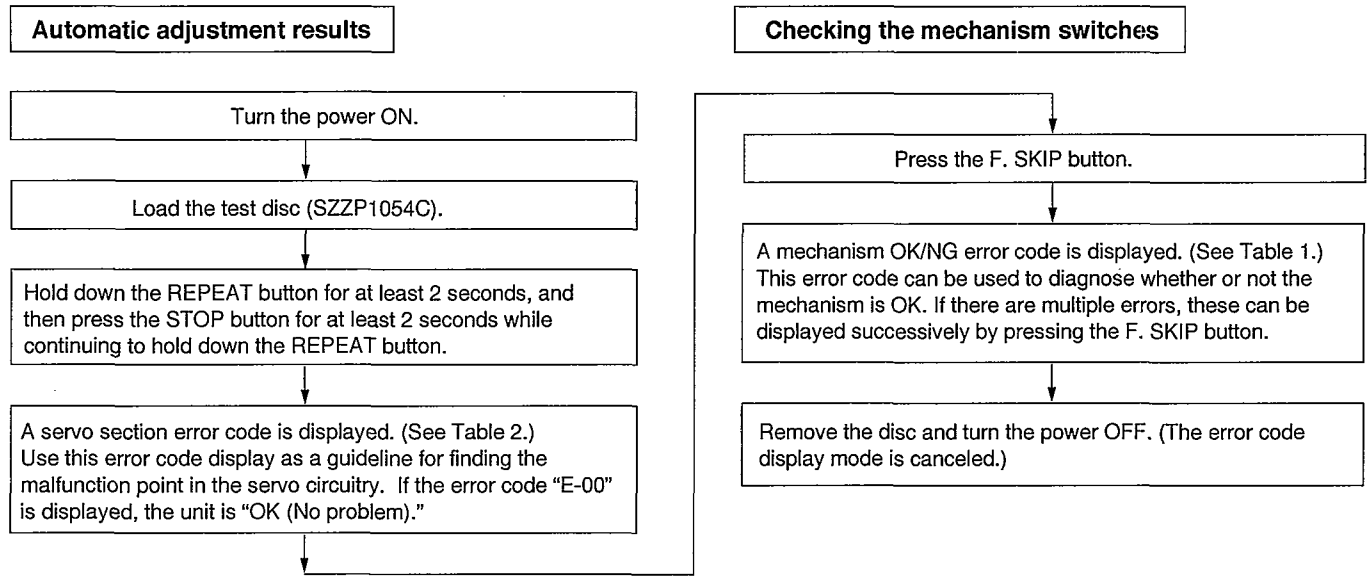 Automatic adjustment results
Turn the power ON.
Load the test disc (SZZP1054C).
Hold down the REPEAT button for at least 2 seconds, and
then press the STOP button for at least 2 seconds while
continuing to hold down the REPEAT button.
A servo section error code is displayed. (See Table 2.)
Use this error code display as a guideline for finding the
malfunction point in the servo circuitry. If the error code “E-00”
is displayed, the unit is “OK (No problem).”
Checking the mechanism switches
Press the F. SKIP button.
A mechanism OK/NG error code is displayed. (See Table 1.)
This error code can be used to diagnose whether or not the
mechanism is OK. If there are multiple errors, these can be
displayed successively by pressing the F. SKIP button.
Remove the disc and turn the power OFF. (The error code
display mode is canceled.)